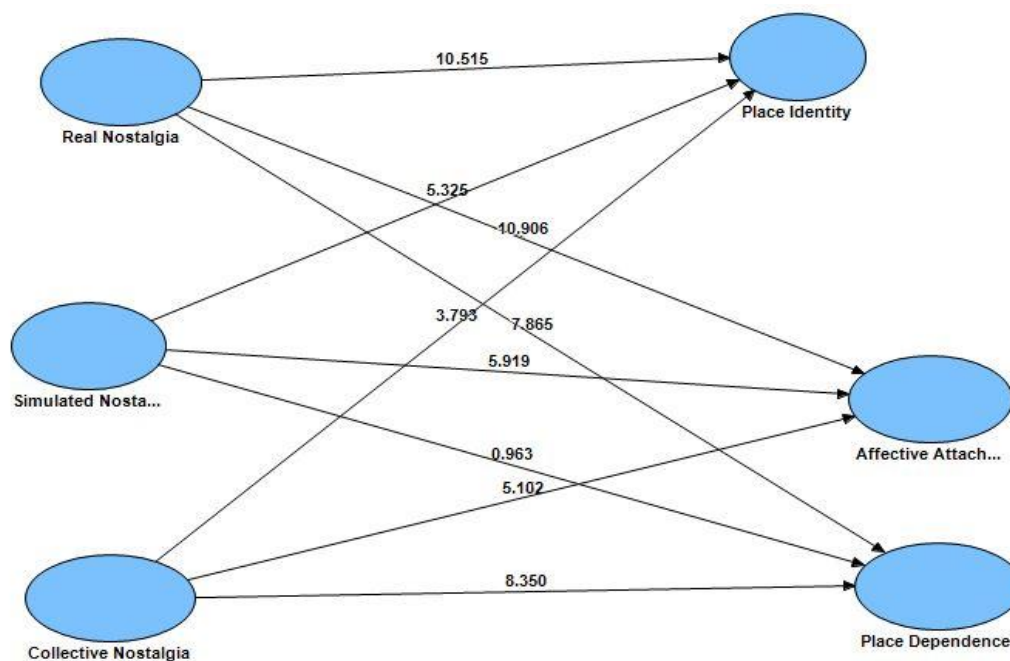 10.515
Place Identity
Real Nostalgia
5.325
10.906
3.793
7.865
5.919
Simulated Nosta...
Affective Attach...
0.963
5.102
8.350
Place Dependence
Collective Nostalgia